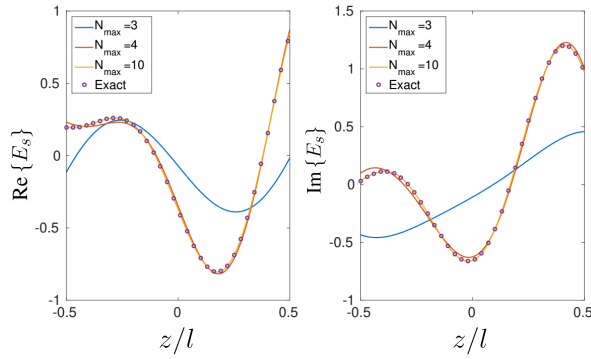 N_max=3
N_max=4
N_max=10
Exact
Re {E_s}
1
0.5
0
-0.5
-1
-0.5
0
0.5
z/l
N_max=3
N_max=4
N_max=10
Exact
Im {E_s}
1.5
1
0.5
0
-0.5
-1
-0.5
0
0.5
z/l